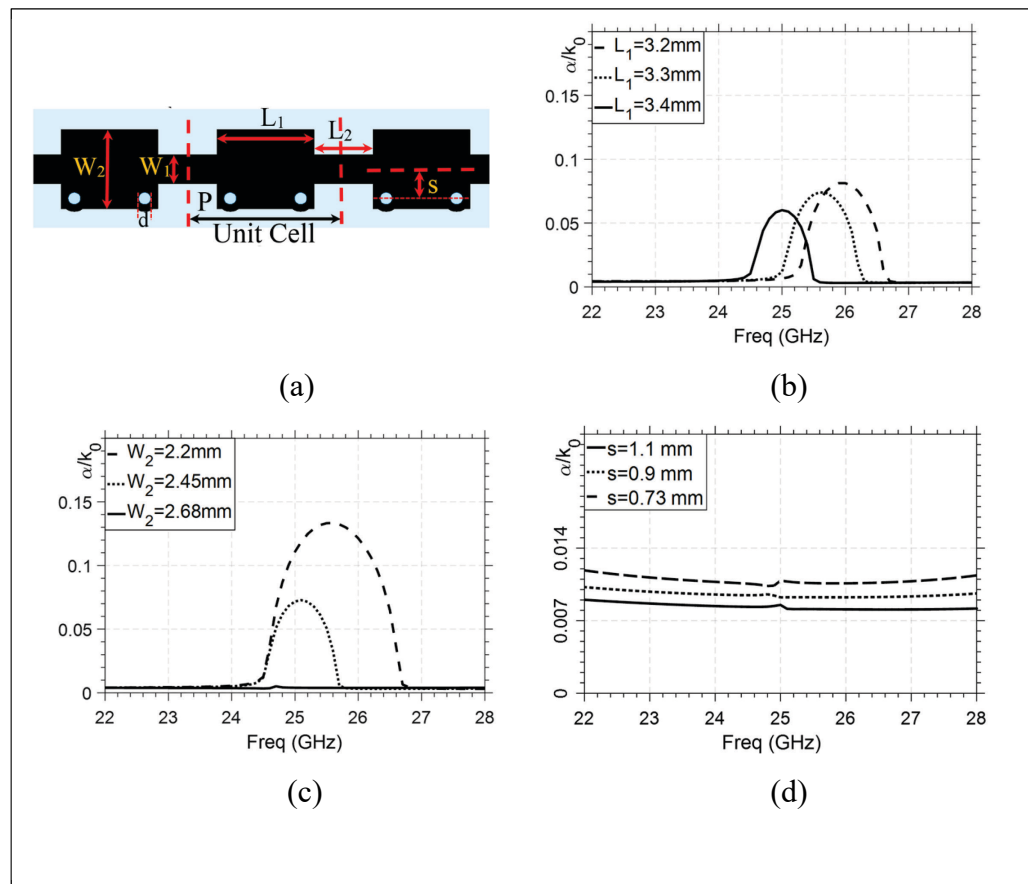 L1
L2
W2
W1
s
P
d
Unit Cell
(a)
α/k0
L1=3.2mm
L1=3.3mm
L1=3.4mm
0.15
0.1
0.05
0
22 23 24 25 26 27 28
Freq (GHz)
(b)
α/k0
W2=2.2mm
W2=2.45mm
W2=2.68mm
0.15
0.1
0.05
0
22 23 24 25 26 27 28
Freq (GHz)
(c)
α/k0
s=1.1 mm
s=0.9 mm
s=0.73 mm
0.014
0.007
0
22 23 24 25 26 27 28
Freq (GHz)
(d)